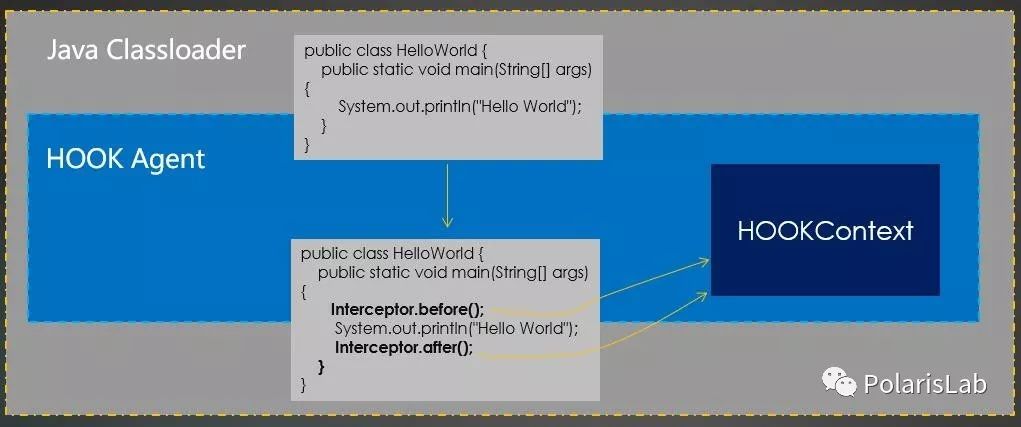 Java Classloader
public class HelloWorld {
public static void main(String[] args)
{
System.out.println("Hello World");
}
}
HOOK Agent
HOOKContext
public class HelloWorld {
public static void main(String[] args)
{
Interceptor.before();
System.out.println("Hello World");
Interceptor.after();
}
}
PolarisLab